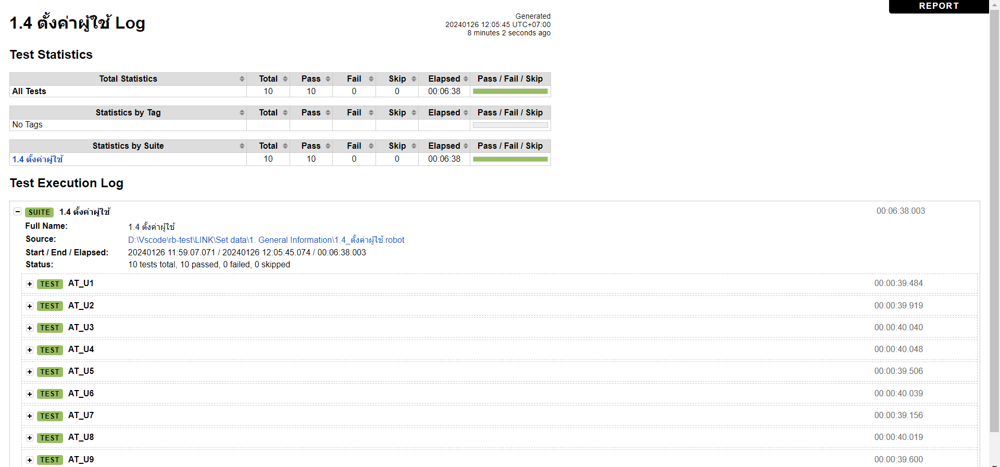 REPORT
1.4 ตั้งค่าผู้ใช้ Log
Generated
20240126 12:05:45 UTC+07:00
8 minutes 2 seconds ago
Test Statistics
Total Statistics Total Pass Fail Skip Elapsed Pass / Fail / Skip
All Tests 10 10 0 0 00:06:38
Statistics by Tag Total Pass Fail Skip Elapsed Pass / Fail / Skip
No Tags
Statistics by Suite Total Pass Fail Skip Elapsed Pass / Fail / Skip
1.4 ตั้งค่าผู้ใช้ 10 10 0 0 00:06:38
Test Execution Log
SUITE 1.4 ตั้งค่าผู้ใช้ 00:06:38.003
Full Name: 1.4 ตั้งค่าผู้ใช้
Source: D:\Vscode\rb-test\LINK\Set data\1. General Information\1.4_ตั้งค่าผู้ใช้.robot
Start / End / Elapsed: 20240126 11:59:07.071 / 20240126 12:05:45.074 / 00:06:38.003
Status: 10 tests total, 10 passed, 0 failed, 0 skipped
TEST AT_U1 00:00:39.484
TEST AT_U2 00:00:39.919
TEST AT_U3 00:00:40.040
TEST AT_U4 00:00:40.048
TEST AT_U5 00:00:39.506
TEST AT_U6 00:00:40.039
TEST AT_U7 00:00:39.156
TEST AT_U8 00:00:40.019
TEST AT_U9 00:00:39.600